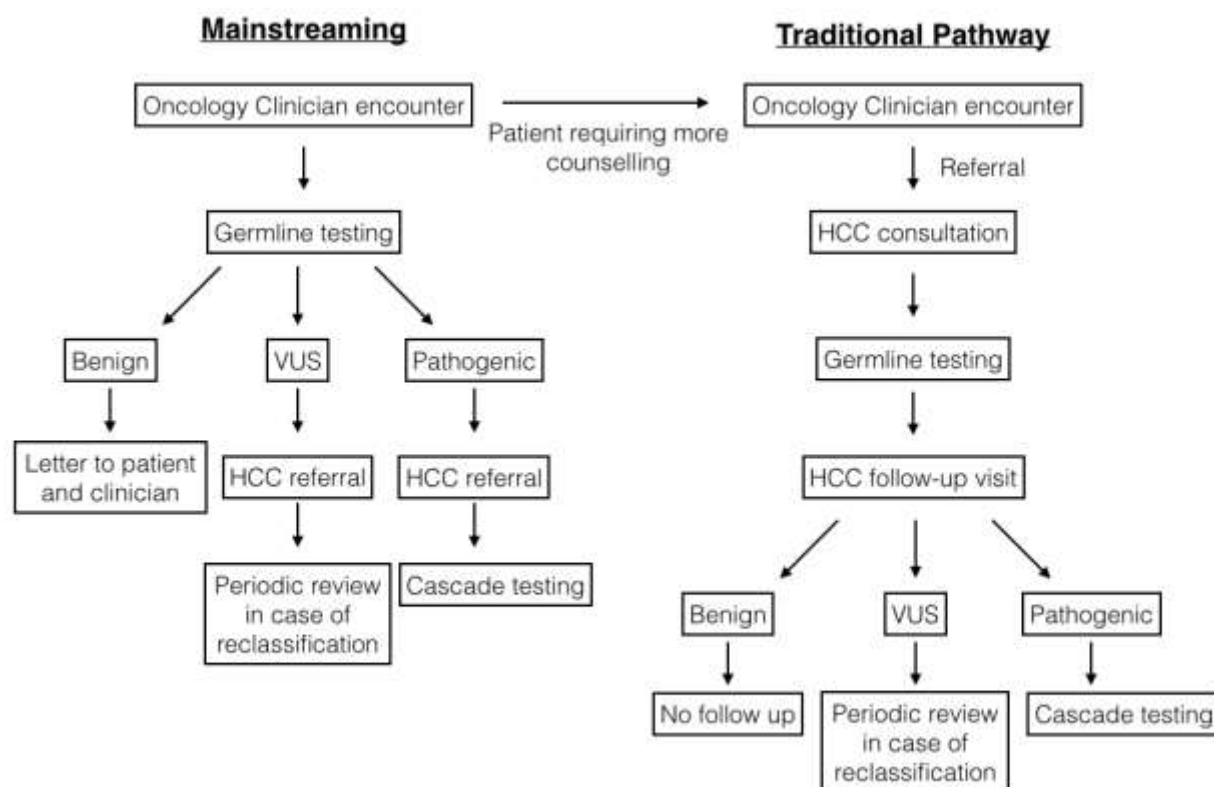 Mainstreaming
Oncology Clinician encounter
Patient requiring more
counselling
Germline testing
Benign
VUS
Pathogenic
Letter to patient
and clinician
HCC referral
HCC referral
Periodic review
in case of
reclassification
Cascade testing
Traditional Pathway
Oncology Clinician encounter
Referral
HCC consultation
Germline testing
HCC follow-up visit
Benign
VUS
Pathogenic
No follow up
Periodic review
in case of
reclassification
Cascade testing